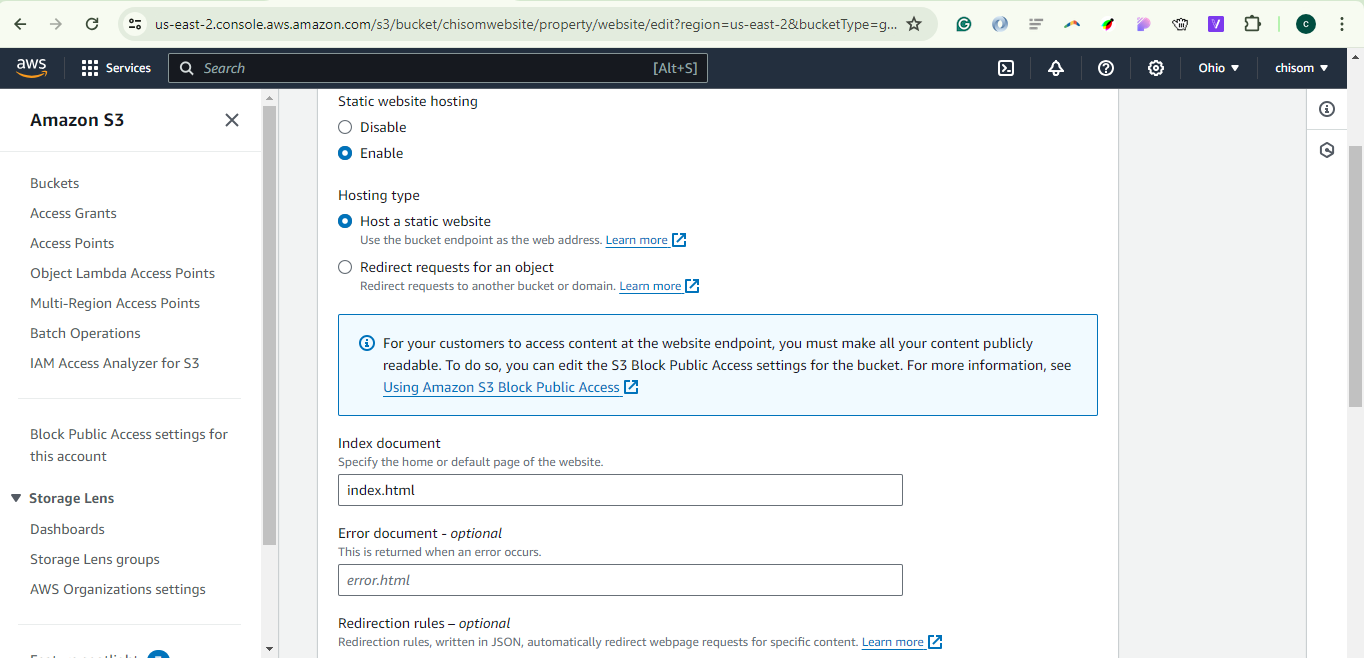 us-east-2.console.aws.amazon.com/s3/bucket/chisomwebsite/property/website/edit?region=us-east-2&bucketType=g...
c
aws
Services
Search
[Alt+S]
Ohio
chisom
Amazon S3
Buckets
Access Grants
Access Points
Object Lambda Access Points
Multi-Region Access Points
Batch Operations
IAM Access Analyzer for S3
Block Public Access settings for
this account
Storage Lens
Dashboards
Storage Lens groups
AWS Organizations settings
Static website hosting
Disable
Enable
Hosting type
Host a static website
Use the bucket endpoint as the web address. Learn more
Redirect requests for an object
Redirect requests to another bucket or domain. Learn more
For your customers to access content at the website endpoint, you must make all your content publicly
readable. To do so, you can edit the S3 Block Public Access settings for the bucket. For more information, see
Using Amazon S3 Block Public Access
Index document
Specify the home or default page of the website.
index.html
Error document - optional
This is returned when an error occurs.
error.html
Redirection rules – optional
Redirection rules, written in JSON, automatically redirect webpage requests for specific content. Learn more